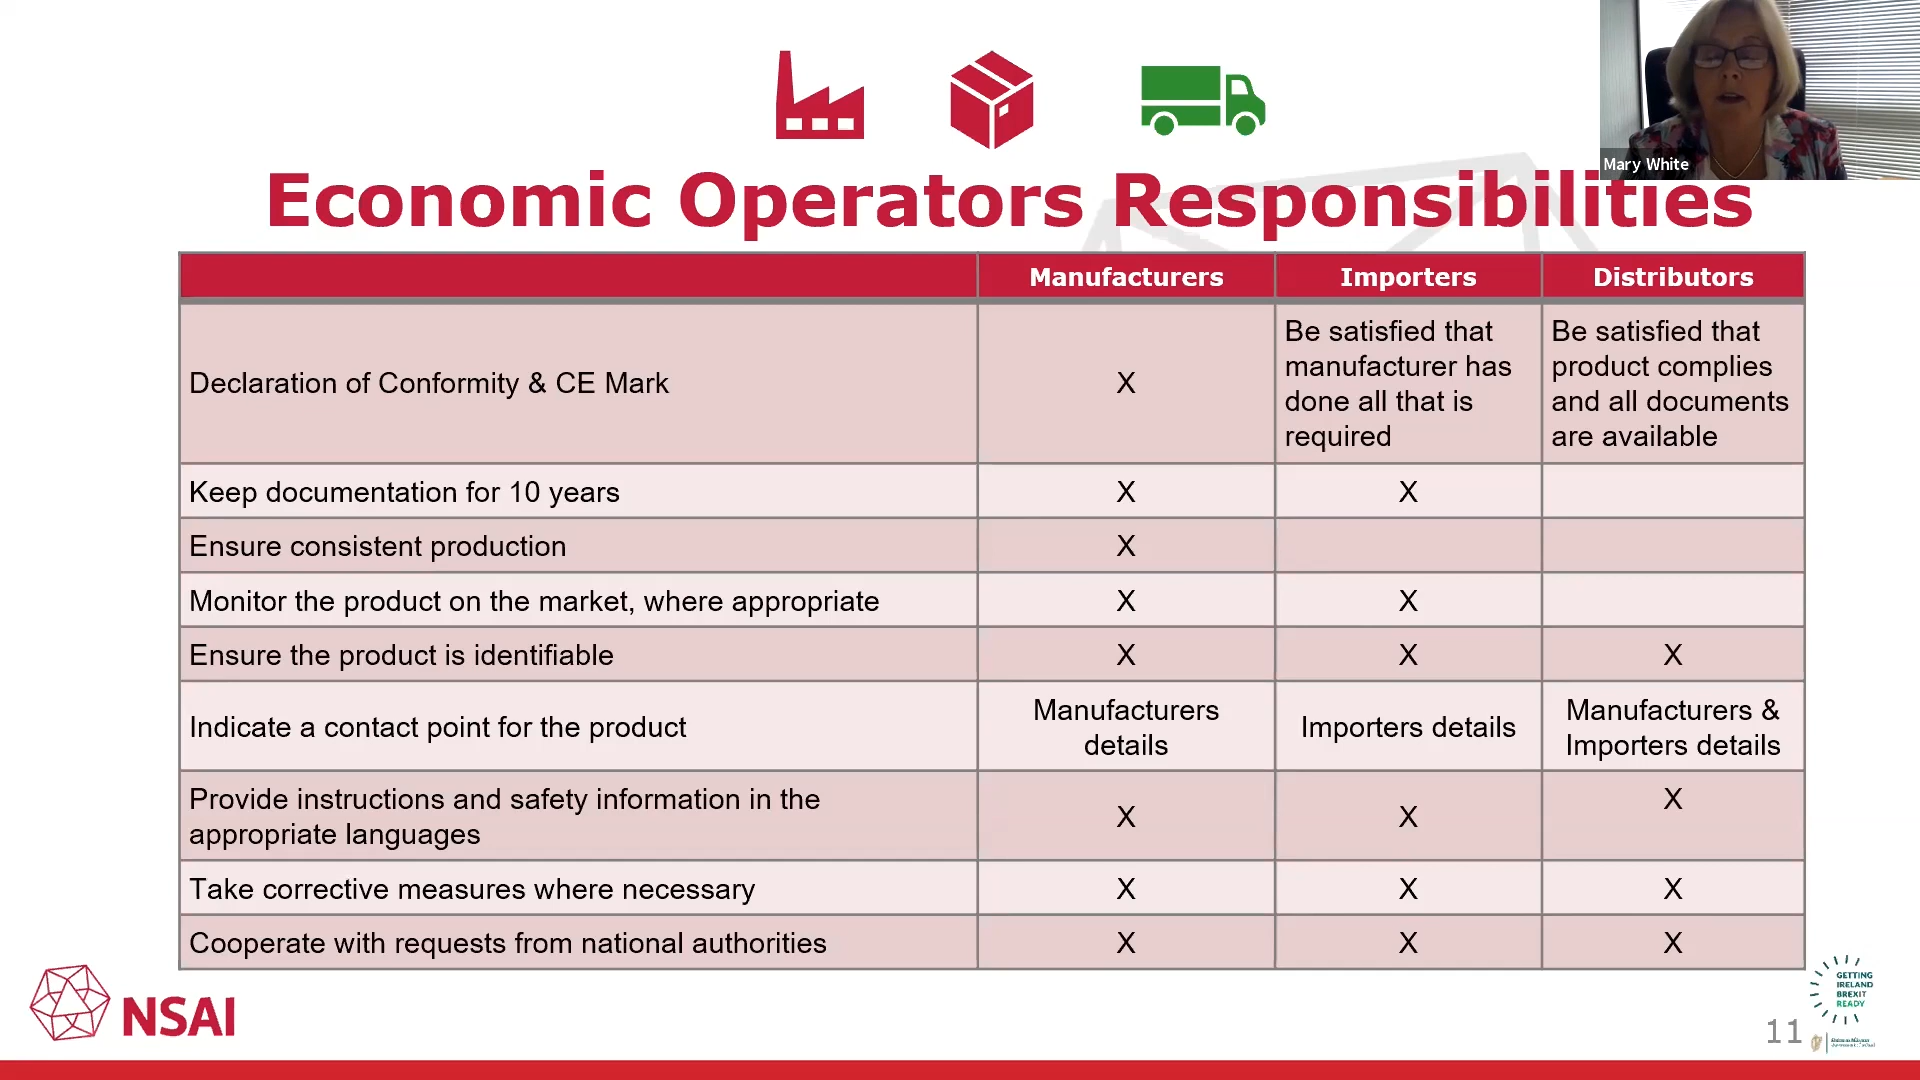 Mary White
Economic Operators Responsibilities
Manufacturers
Importers
Distributors
Declaration of Conformity & CE Mark
X
Be satisfied that
manufacturer has
done all that is
required
Be satisfied that
product complies
and all documents
are available
Keep documentation for 10 years
X
X
Ensure consistent production
X
Monitor the product on the market, where appropriate
X
X
Ensure the product is identifiable
X
X
X
Indicate a contact point for the product
Manufacturers
details
Importers details
Manufacturers &
Importers details
Provide instructions and safety information in the
appropriate languages
X
X
X
Take corrective measures where necessary
X
X
X
Cooperate with requests from national authorities
X
X
X
NSAI
GETTING
IRELAND
BREXIT
READY
11